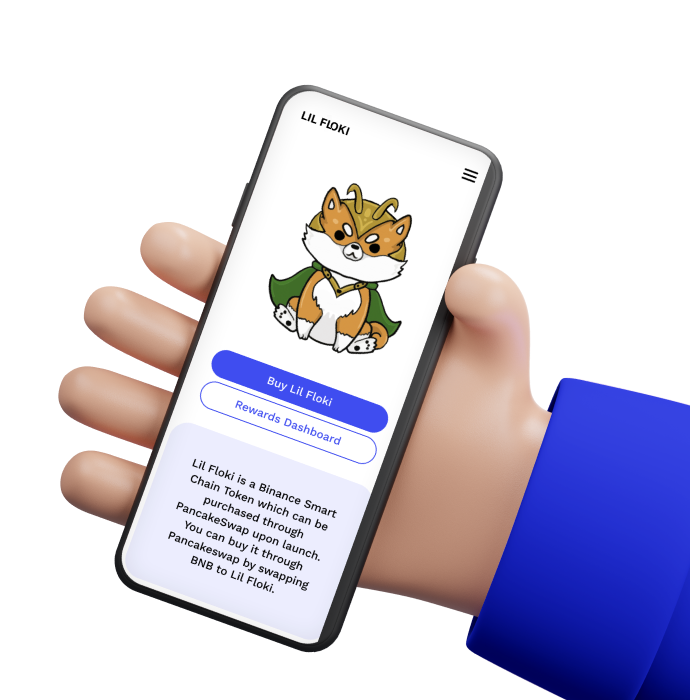 LIL FLOKI
Buy Lil Floki
Rewards Dashboard
Lil Floki is a Binance Smart
Chain Token which can be
purchased through
PancakeSwap upon launch.
You can buy it through
Pancakeswap by swapping
BNB to Lil Floki.